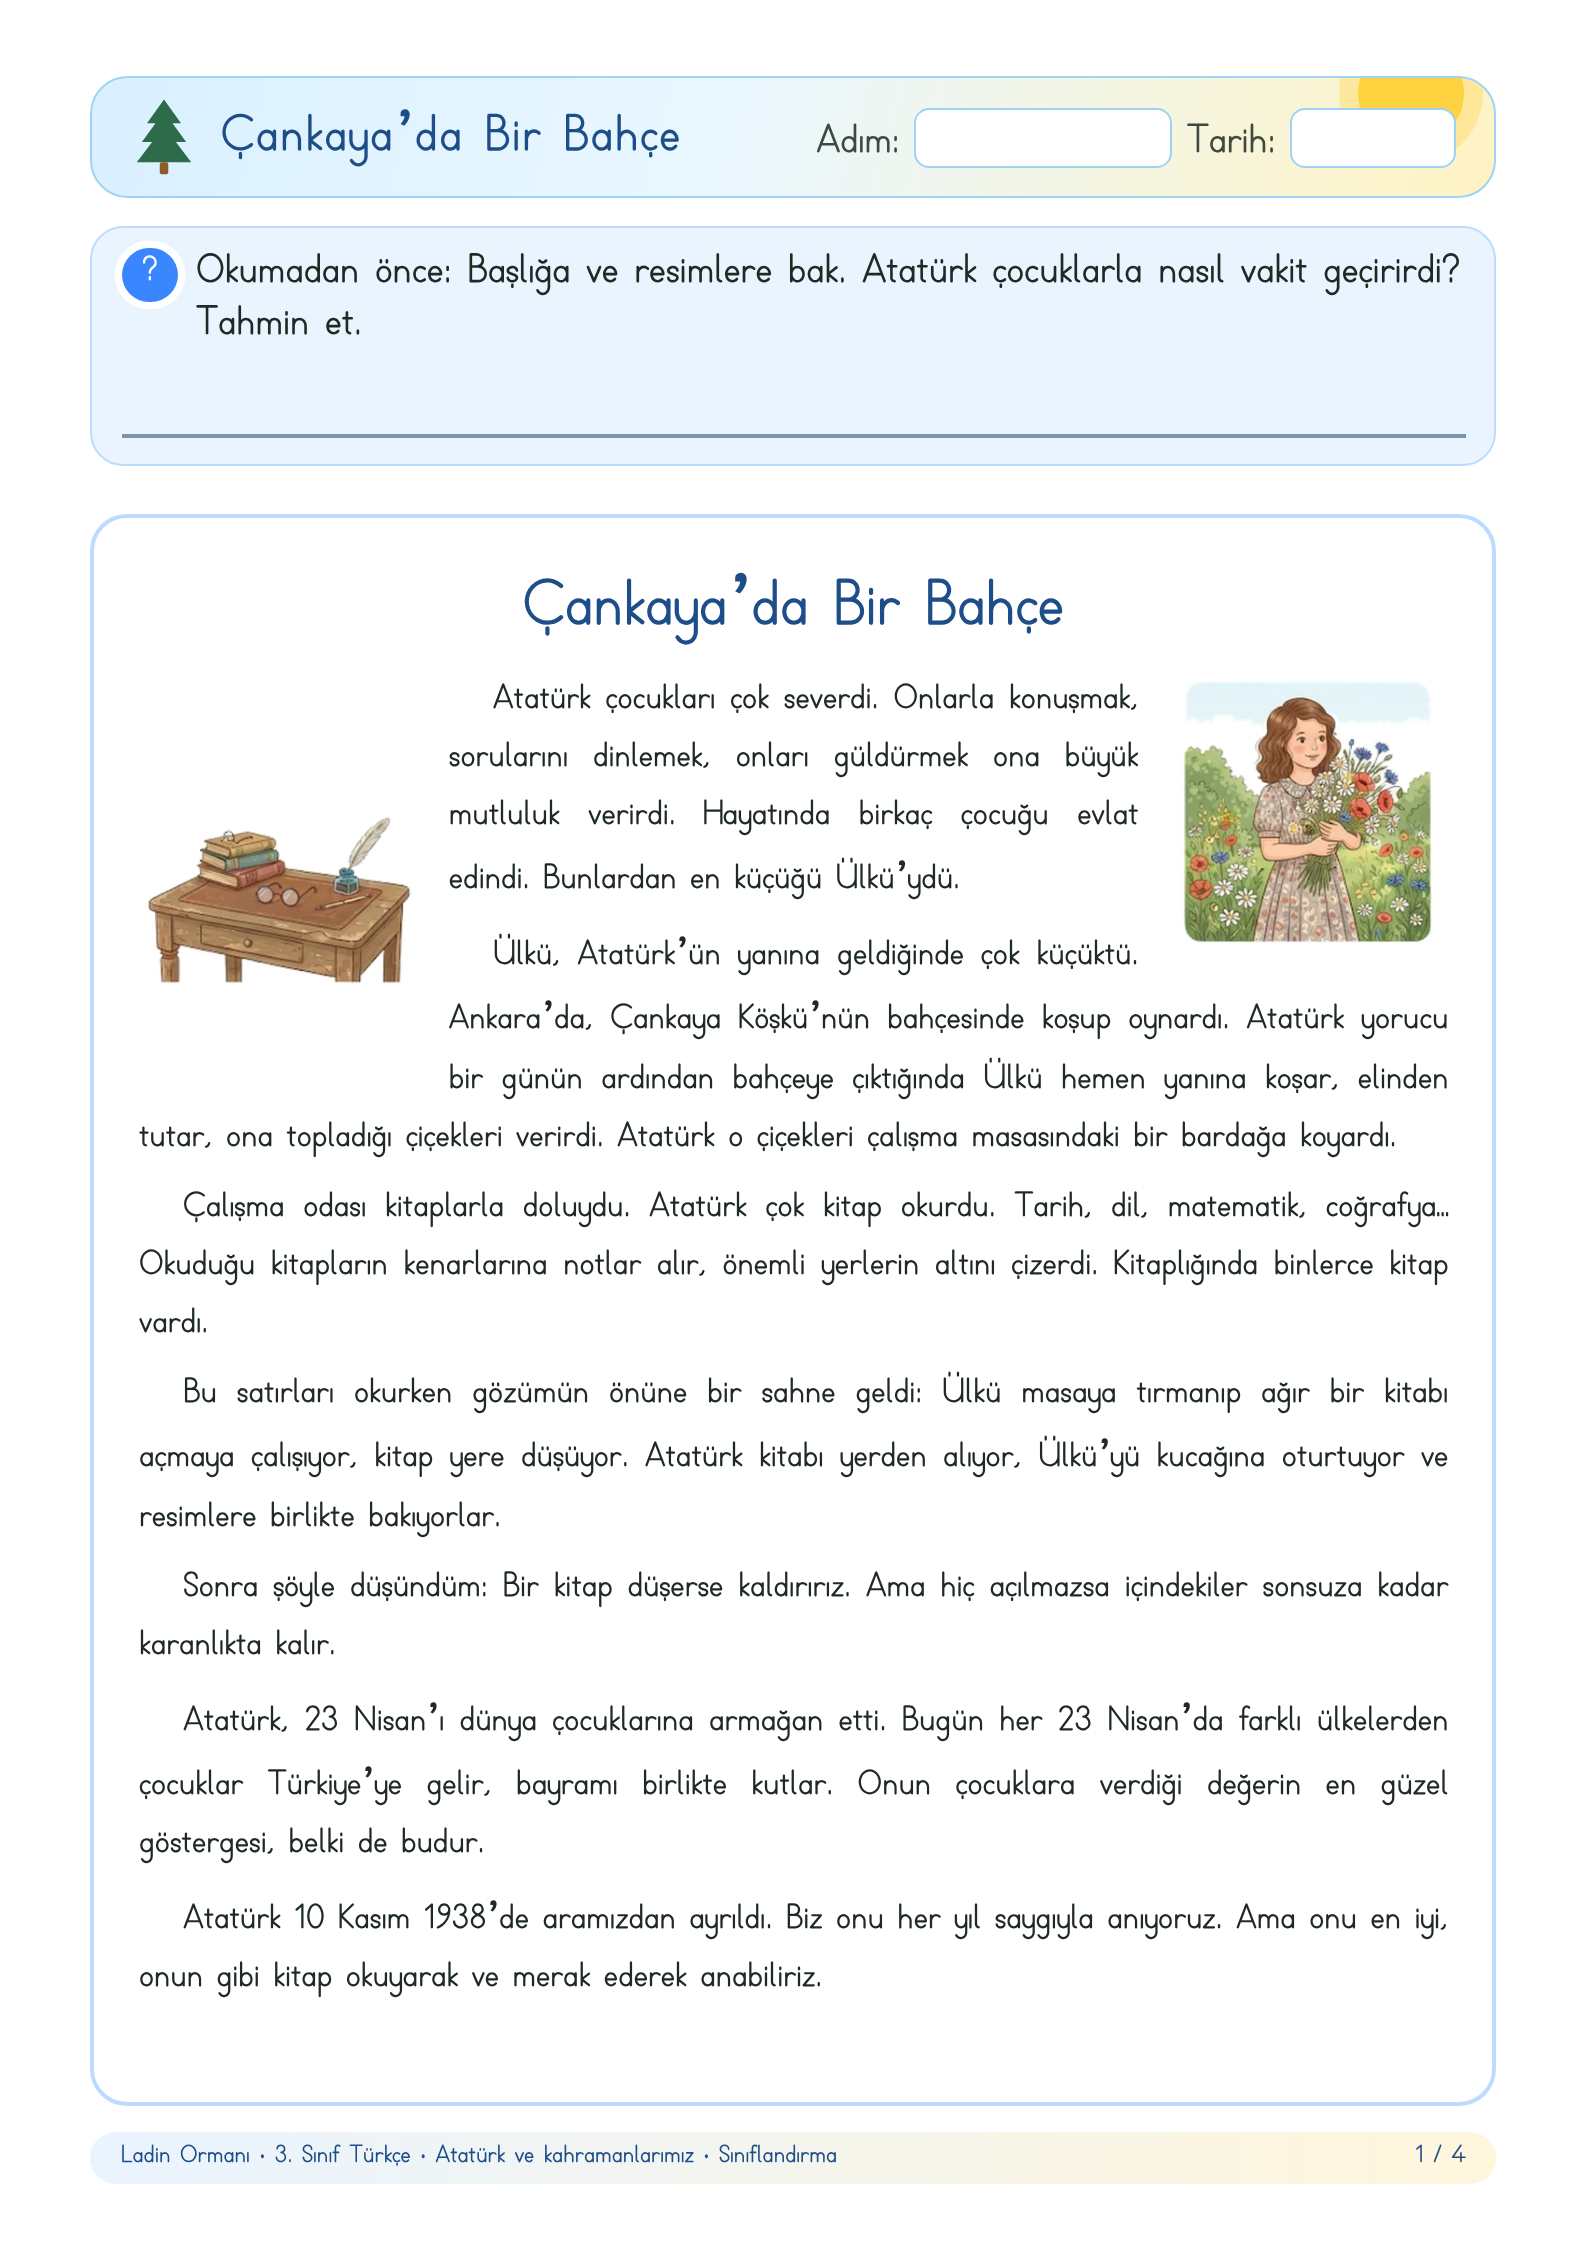 Çankaya’da Bir Bahçe
Adım:
Tarih:
?
Okumadan önce: Başlığa ve resimlere bak. Atatürk çocuklarla nasıl vakit geçirirdi?
Tahmin et.
Çankaya’da Bir Bahçe
Atatürk çocukları çok severdi. Onlarla konuşmak,
sorularını dinlemek, onları güldürmek ona büyük
mutluluk verirdi. Hayatında birkaç çocuğu evlat
edindi. Bunlardan en küçüğü Ülkü’ydü.
Ülkü, Atatürk’ün yanına geldiğinde çok küçüktü.
Ankara’da, Çankaya Köşkü’nün bahçesinde koşup oynardı. Atatürk yorucu
bir günün ardından bahçeye çıktığında Ülkü hemen yanına koşar, elinden
tutar, ona topladığı çiçekleri verirdi. Atatürk o çiçekleri çalışma masasındaki bir bardağa koyardı.
Çalışma odası kitaplarla doluydu. Atatürk çok kitap okurdu. Tarih, dil, matematik, coğrafya…
Okuduğu kitapların kenarlarına notlar alır, önemli yerlerin altını çizerdi. Kitaplığında binlerce kitap
vardı.
Bu satırları okurken gözümün önüne bir sahne geldi: Ülkü masaya tırmanıp ağır bir kitabı
açmaya çalışıyor, kitap yere düşüyor. Atatürk kitabı yerden alıyor, Ülkü’yü kucağına oturtuyor ve
resimlere birlikte bakıyorlar.
Sonra şöyle düşündüm: Bir kitap düşerse kaldırırız. Ama hiç açılmazsa içindekiler sonsuza kadar
karanlıkta kalır.
Atatürk, 23 Nisan’ı dünya çocuklarına armağan etti. Bugün her 23 Nisan’da farklı ülkelerden
çocuklar Türkiye’ye gelir, bayramı birlikte kutlar. Onun çocuklara verdiği değerin en güzel
göstergesi, belki de budur.
Atatürk 10 Kasım 1938’de aramızdan ayrıldı. Biz onu her yıl saygıyla anıyoruz. Ama onu en iyi,
onun gibi kitap okuyarak ve merak ederek anabiliriz.
Ladin Ormanı • 3. Sınıf Türkçe • Atatürk ve kahramanlarımız • Sınıflandırma
1 / 4